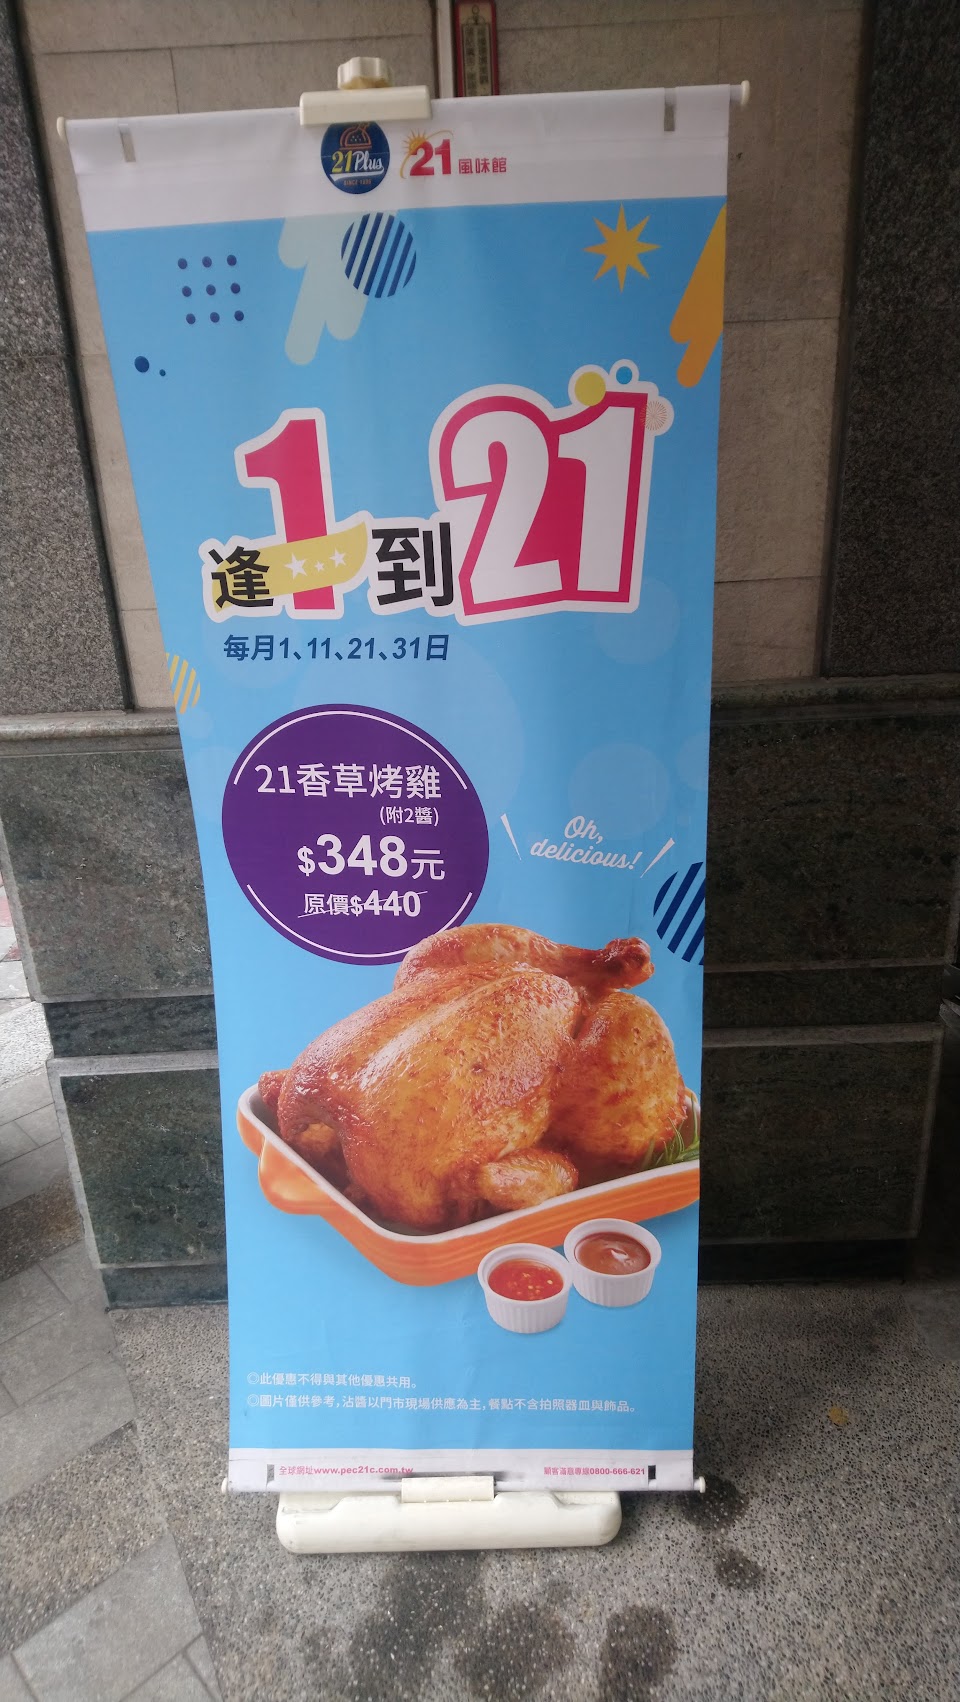 21Plus
SINCE 1998
21風味館
逢1到21
每月1、11、21、31日
21香草烤雞
(附2醬)
$348元
原價$440
Oh,
delicious!
◎此優惠不得與其他優惠共用。
◎圖片僅供參考,沾醬以門市現場供應為主,餐點不含拍照器皿與飾品。
全球網址www.pec21c.com.tw
顧客滿意專線0800-666-621